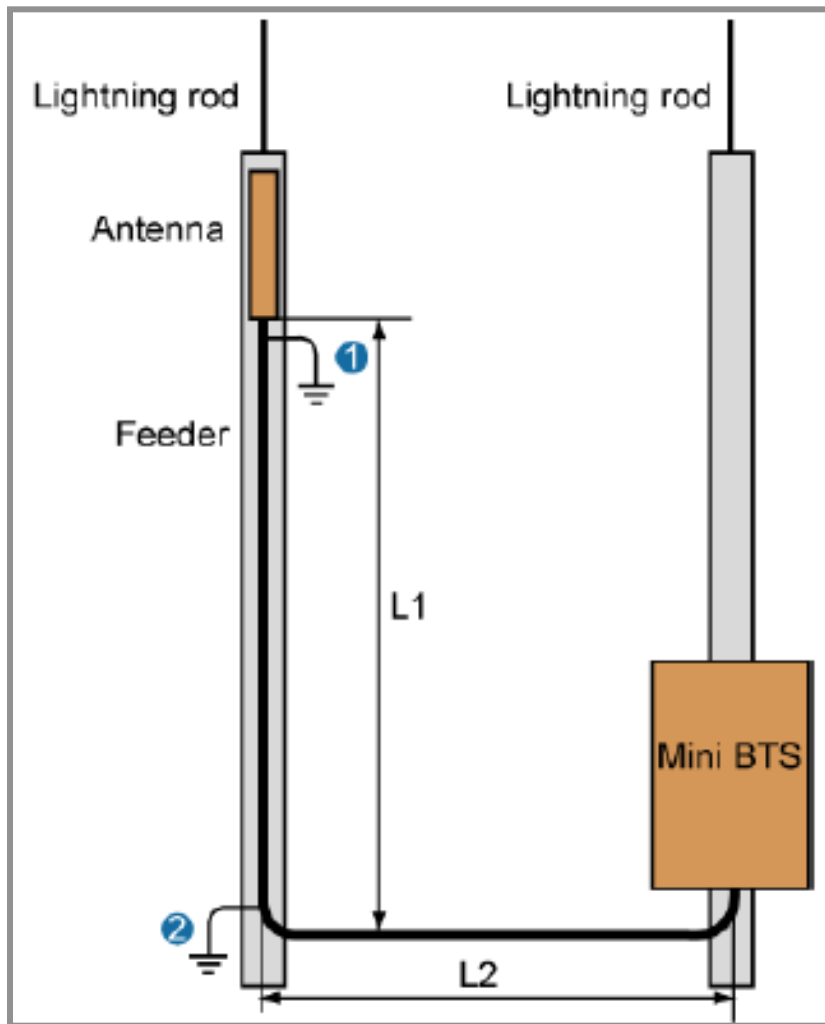 Lightning rod
Lightning rod
Antenna
1
Feeder
L1
Mini BTS
2
L2